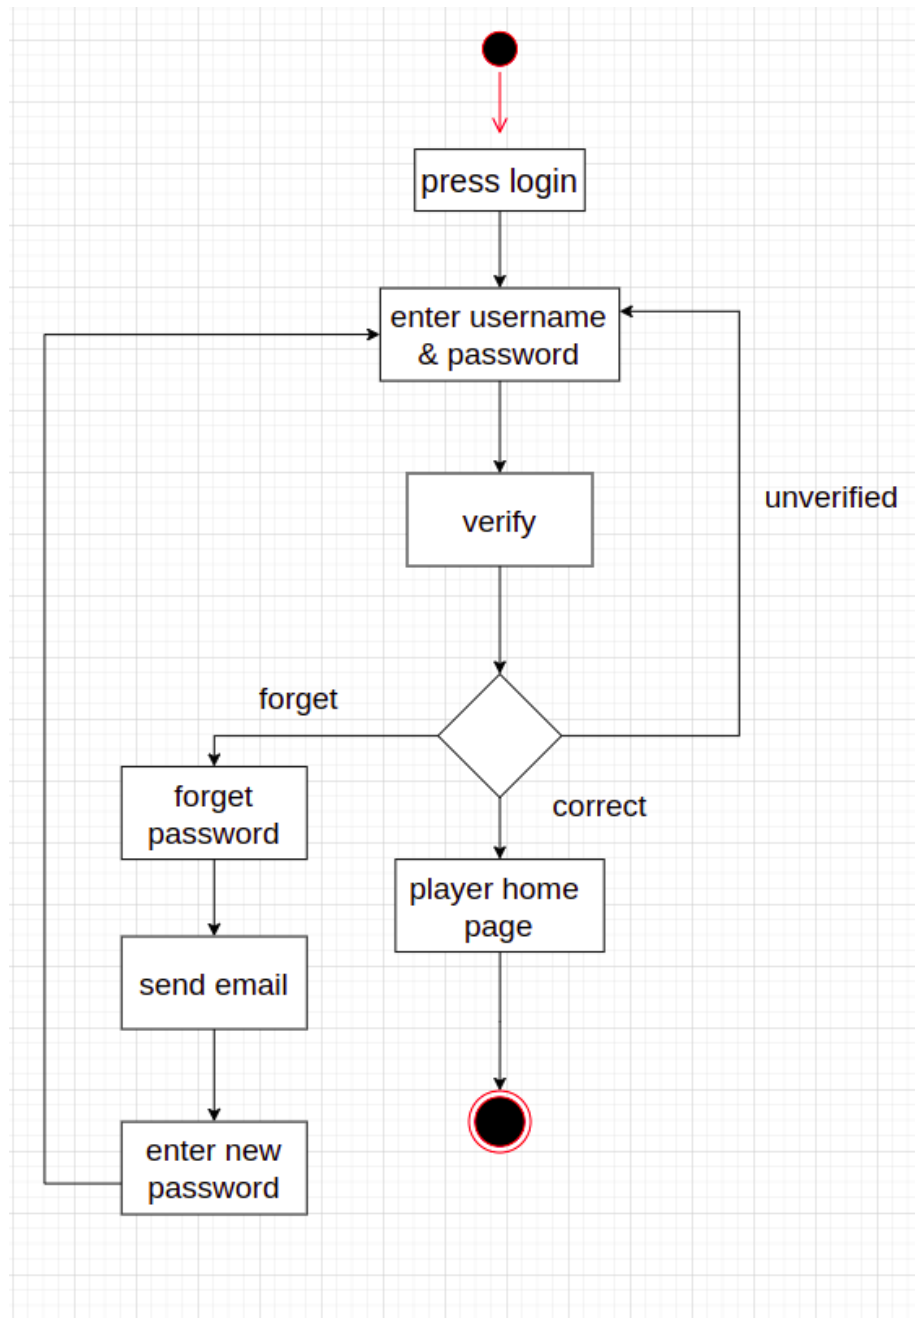 press login
enter username
& password
verify
unverified
forget
correct
forget
password
player home
page
send email
enter new
password